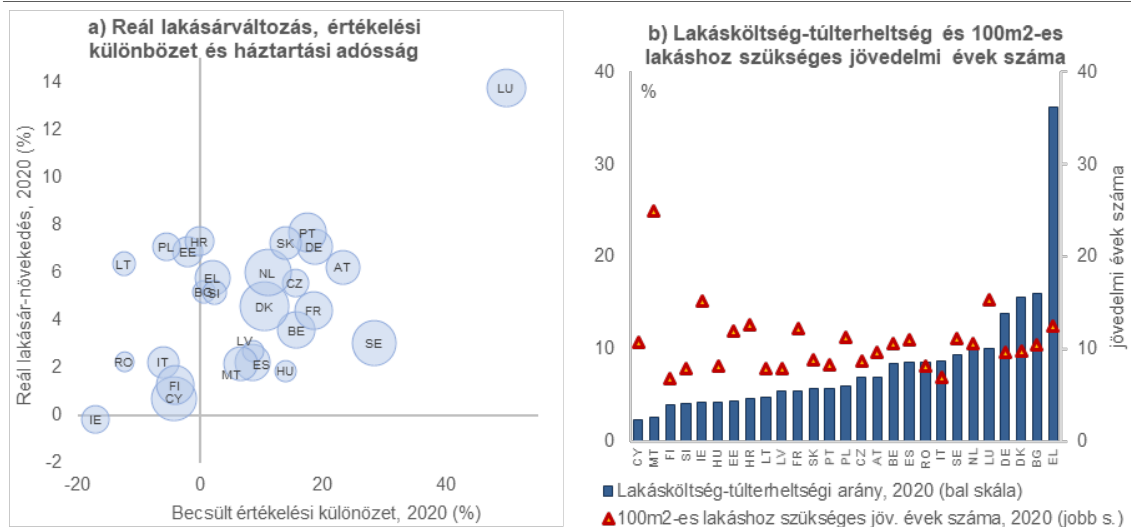 a) Reál lakásárváltozás, értékelési
különbözet és háztartási adósság
Reál lakásár-növekedés, 2020 (%)
14
12
10
8
6
4
2
0
-2
-20
0
20
40
LU
PT
HR
SK
DE
PL
EE
LT
AT
NL
EL
CZ
BG
SI
DK
FR
BE
LV
SE
RO
IT
ES
MT
HU
FI
CY
IE
Becsült értékelési különözet, 2020 (%)
b) Lakásköltség-túlterheltség és 100m2-es
lakáshoz szükséges jövedelmi évek száma
%
40
30
20
10
0
40
30
20
10
0
jövedelmi évek száma
CY
MT
FI
SI
IE
HU
EE
HR
LT
LV
FR
SK
PT
PL
CZ
AT
BE
ES
RO
IT
SE
NL
LU
DE
DK
BG
EL
Lakásköltség-túlterheltségi arány, 2020 (bal skála)
100m2-es lakáshoz szükséges jöv. évek száma, 2020 (jobb s.)